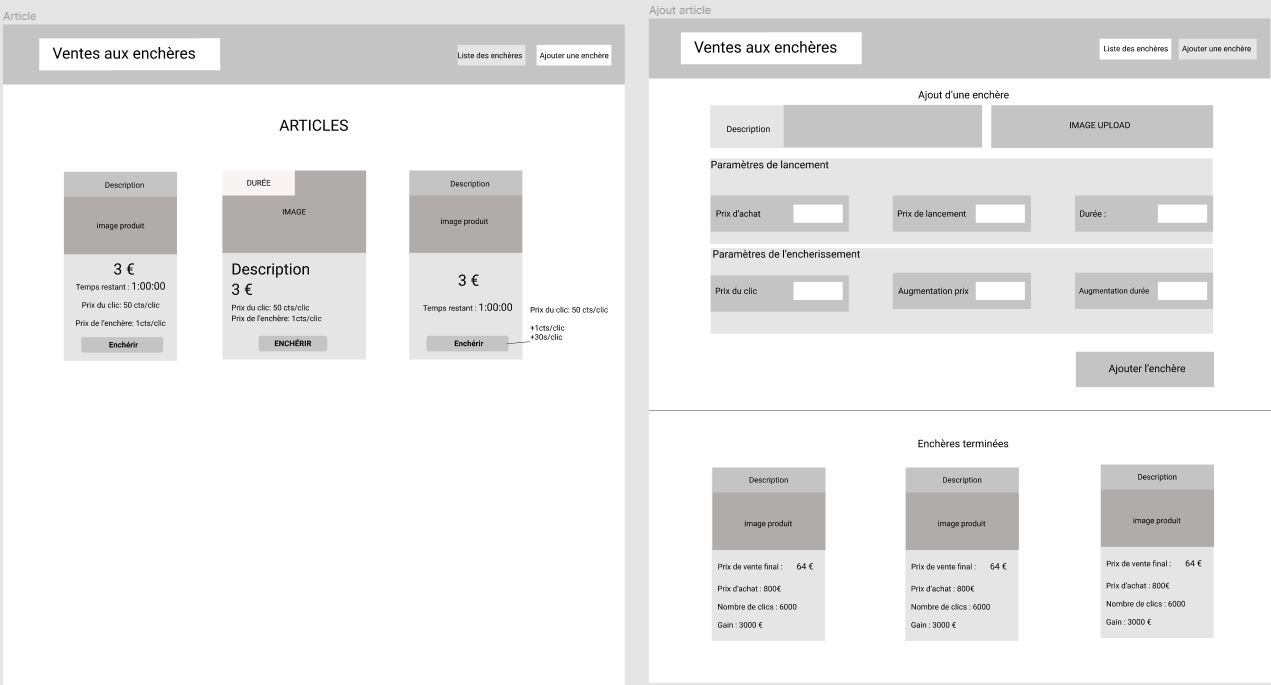 Article
Ventes aux enchères
Liste des enchères
Ajouter une enchère
ARTICLES
Description
image produit
3 €
Temps restant : 1:00:00
Prix du clic: 50 cts/clic
Prix de l'enchère: 1cts/clic
Enchérir
DURÉE
IMAGE
Description
3 €
Prix du clic: 50 cts/clic
Prix de l'enchère: 1cts/clic
ENCHÉRIR
Description
image produit
3 €
Temps restant : 1:00:00
Enchérir
Prix du clic: 50 cts/clic
+1cts/clic
+30s/clic
Ajout article
Ventes aux enchères
Liste des enchères
Ajouter une enchère
Ajout d'une enchère
Description
IMAGE UPLOAD
Paramètres de lancement
Prix d'achat
Prix de lancement
Durée :
Paramètres de l'encherissement
Prix du clic
Augmentation prix
Augmentation durée
Ajouter l'enchère
Enchères terminées
Description
image produit
Prix de vente final : 64 €
Prix d'achat : 800€
Nombre de clics : 6000
Gain : 3000 €
Description
image produit
Prix de vente final : 64 €
Prix d'achat : 800€
Nombre de clics : 6000
Gain : 3000 €
Description
image produit
Prix de vente final : 64 €
Prix d'achat : 800€
Nombre de clics : 6000
Gain : 3000 €